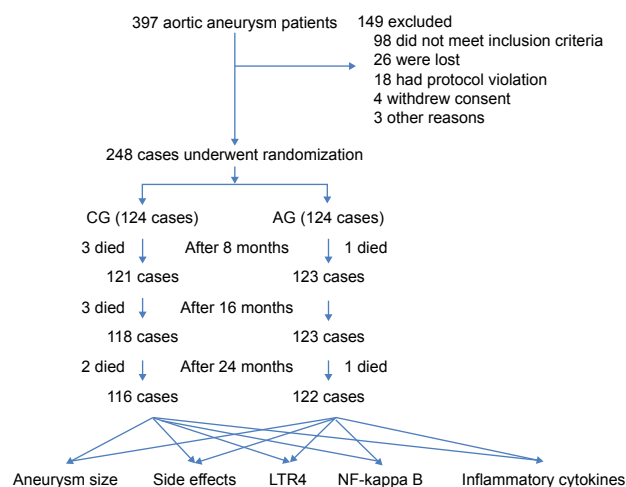 397 aortic aneurysm patients
149 excluded
98 did not meet inclusion criteria
26 were lost
18 had protocol violation
4 withdrew consent
3 other reasons
248 cases underwent randomization
CG (124 cases) AG (124 cases)
3 died After 8 months 1 died
121 cases 123 cases
3 died After 16 months
118 cases 123 cases
2 died After 24 months 1 died
116 cases 122 cases
Aneurysm size Side effects LTR4 NF-kappa B Inflammatory cytokines